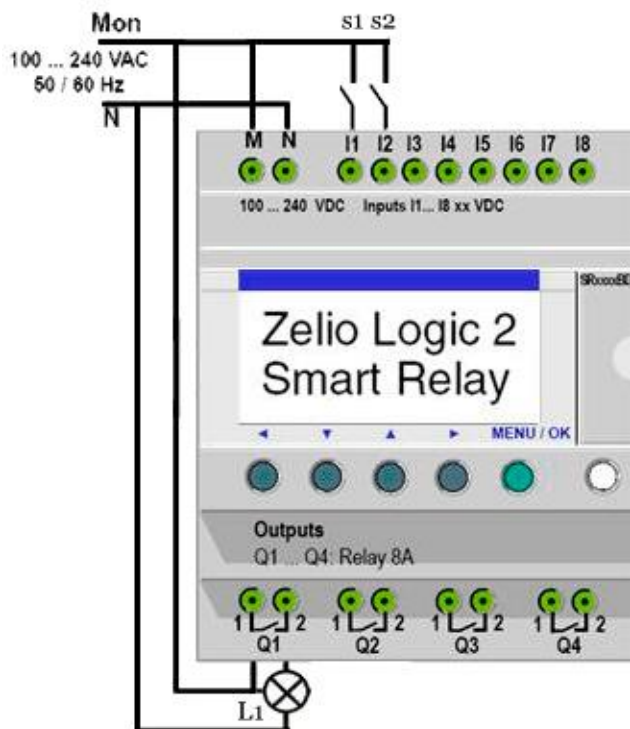 Mon
s1 s2
100 ... 240 VAC
50 / 60 Hz
N
M N I1 I2 I3 I4 I5 I6 I7 I8
100 ... 240 VDC Inputs I1... I8 xx VDC
Zelio Logic 2
Smart Relay
MENU / OK
Outputs
Q1 ... Q4: Relay 8A
1 2 1 2 1 2 1 2
Q1 Q2 Q3 Q4
L1